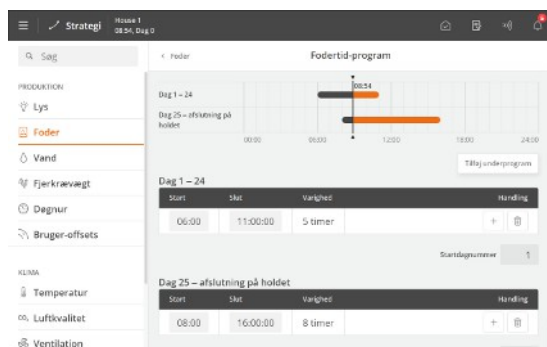 Strategi
House 1
08:54, Dag 0
Søg
PRODUKTION
Lys
Foder
Vand
Fjerkrævægt
Døgnur
Bruger-offsets
KLIMA
Temperatur
CO₂ Luftkvalitet
Ventilation
Foder
Fodertid-program
08:54
Dag 1 – 24
Dag 25 – afslutning på
holdet
00:00 06:00 12:00 18:00 24:00
Tilføj underprogram
Dag 1 – 24
Start Slut Varighed Handling
06:00 11:00:00 5 timer +
Startdagnummer 1
Dag 25 – afslutning på holdet
Start Slut Varighed Handling
08:00 16:00:00 8 timer +